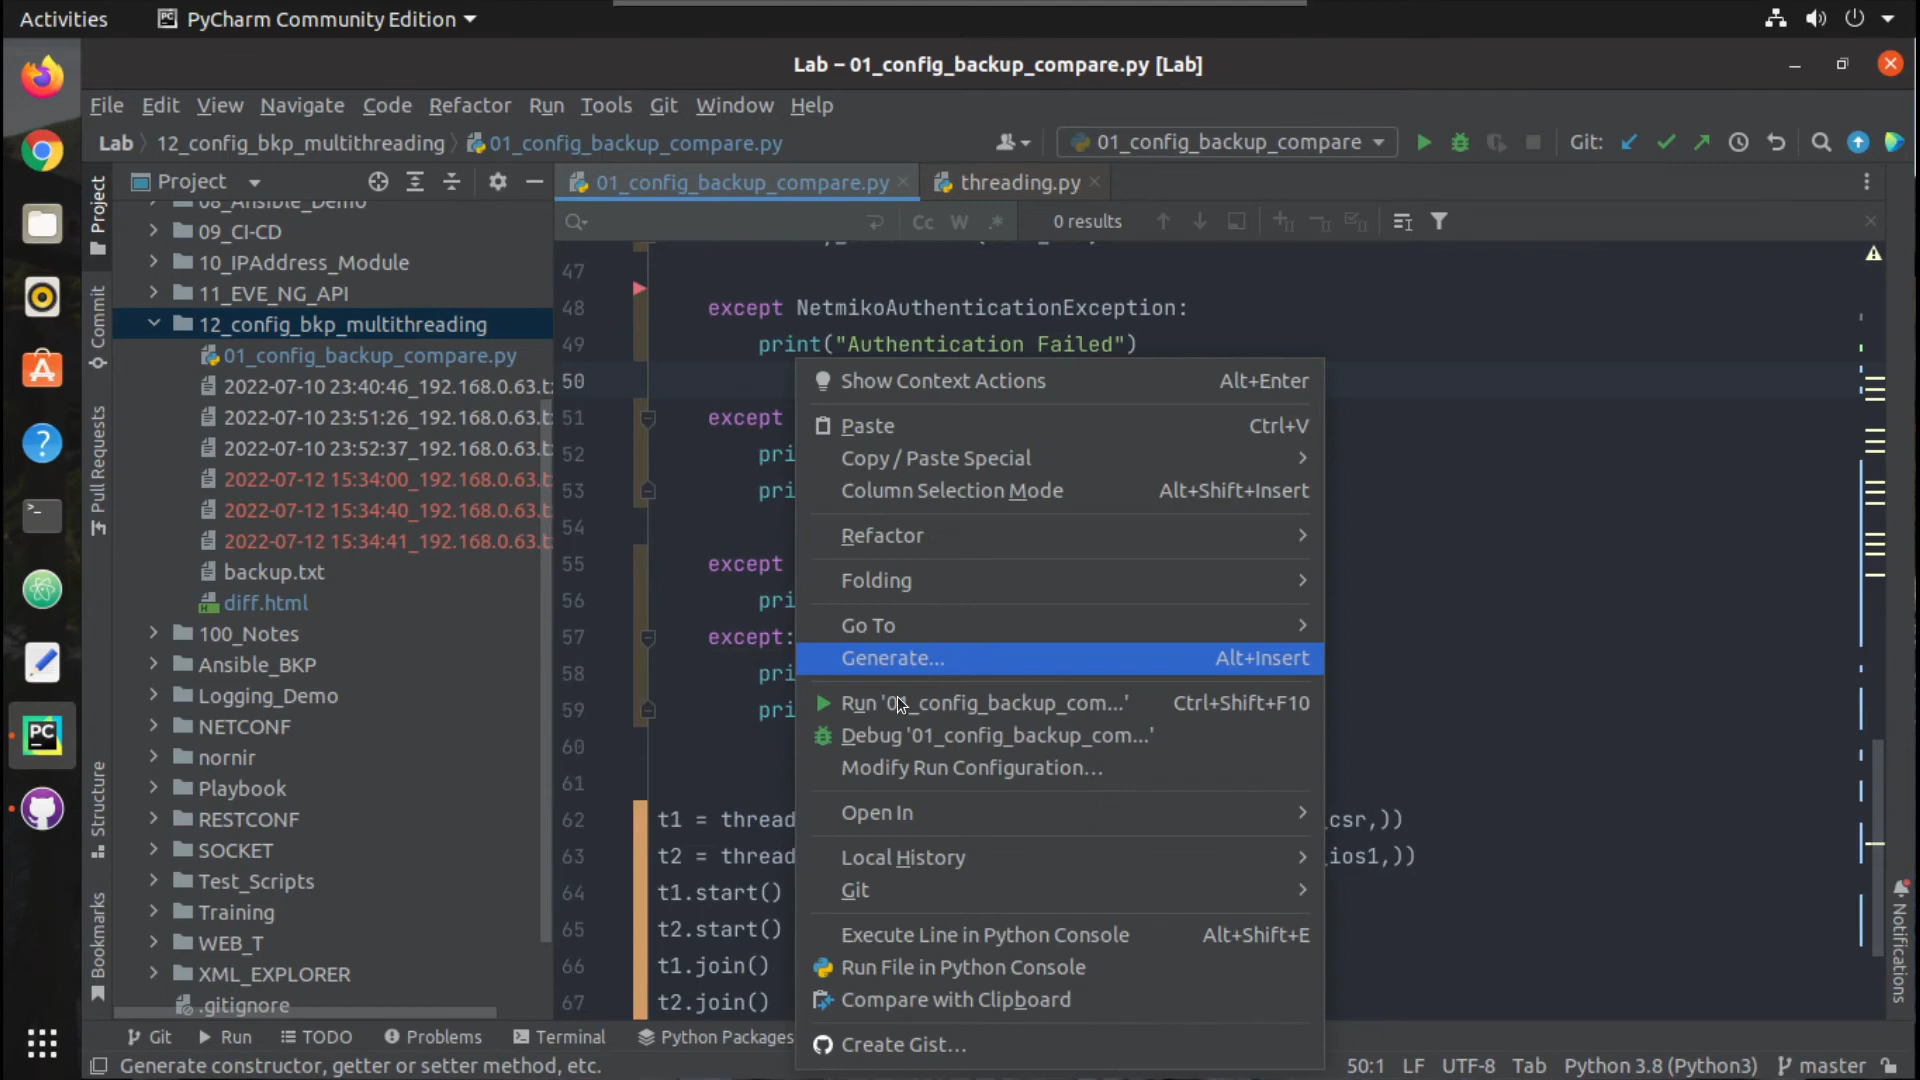 Activities
PyCharm Community Edition
Lab – 01_config_backup_compare.py [Lab]
File Edit View Navigate Code Refactor Run Tools Git Window Help
Lab 12_config_bkp_multithreading 01_config_backup_compare.py
01_config_backup_compare
Git:
Project
01_config_backup_compare.py
threading.py
Cc W .*
0 results
Project
Commit
Pull Requests
Structure
Bookmarks
08_Ansible_Demo
09_CI-CD
10_IPAddress_Module
11_EVE_NG_API
12_config_bkp_multithreading
01_config_backup_compare.py
2022-07-10 23:40:46_192.168.0.63.t
2022-07-10 23:51:26_192.168.0.63.t
2022-07-10 23:52:37_192.168.0.63.t
2022-07-12 15:34:00_192.168.0.63.t
2022-07-12 15:34:40_192.168.0.63.t
2022-07-12 15:34:41_192.168.0.63.t
backup.txt
diff.html
100_Notes
Ansible_BKP
Logging_Demo
NETCONF
nornir
Playbook
RESTCONF
SOCKET
Test_Scripts
Training
WEB_T
XML_EXPLORER
.gitignore
47
48 except NetmikoAuthenticationException:
49 print("Authentication Failed")
50
51 except
52 pri
53 pri
54
55 except
56 pri
57 except:
58 pri
59 pri
60
61
62 t1 = thread csr,))
63 t2 = thread ios1,))
64 t1.start()
65 t2.start()
66 t1.join()
67 t2.join()
Show Context Actions Alt+Enter
Paste Ctrl+V
Copy / Paste Special
Column Selection Mode Alt+Shift+Insert
Refactor
Folding
Go To
Generate... Alt+Insert
Run '01_config_backup_com...' Ctrl+Shift+F10
Debug '01_config_backup_com...'
Modify Run Configuration...
Open In
Local History
Git
Execute Line in Python Console Alt+Shift+E
Run File in Python Console
Compare with Clipboard
Create Gist...
Notifications
Git Run TODO Problems Terminal Python Packages
Generate constructor, getter or setter method, etc.
50:1 LF UTF-8 Tab Python 3.8 (Python3) master